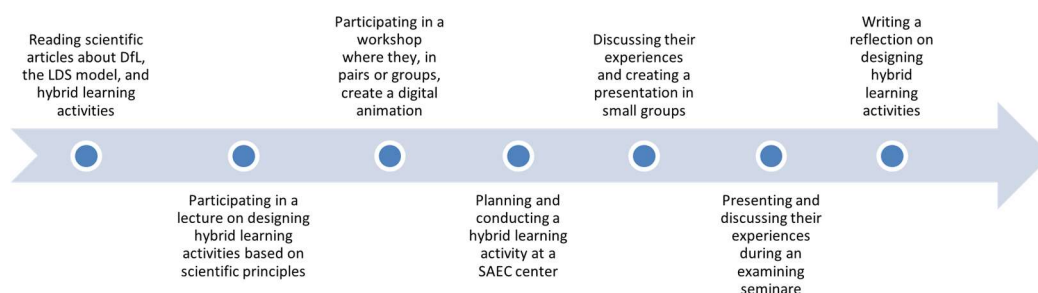 Reading scientific
articles about DfL,
the LDS model, and
hybrid learning
activities
Participating in a
lecture on designing
hybrid learning
activities based on
scientific principles
Participating in a
workshop
where they, in
pairs or groups,
create a digital
animation
Planning and
conducting a
hybrid learning
activity at a
SAEC center
Discussing their
experiences
and creating a
presentation in
small groups
Presenting and
discussing their
experiences
during an
examining
seminare
Writing a
reflection on
designing
hybrid
learning
activities